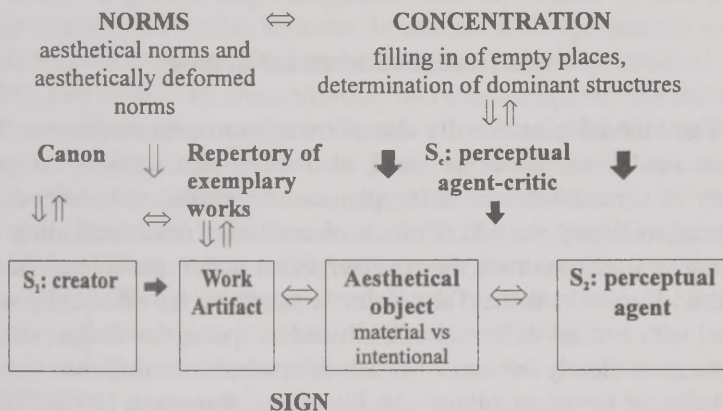 NORMS ⇔ CONCENTRATION
aesthetical norms and
aesthetically deformed
norms
filling in of empty places,
determination of dominant structures
Canon
Repertory of
exemplary
works
Sc: perceptual
agent-critic
S1: creator
Work
Artifact
Aesthetical
object
material vs
intentional
S2: perceptual
agent
SIGN